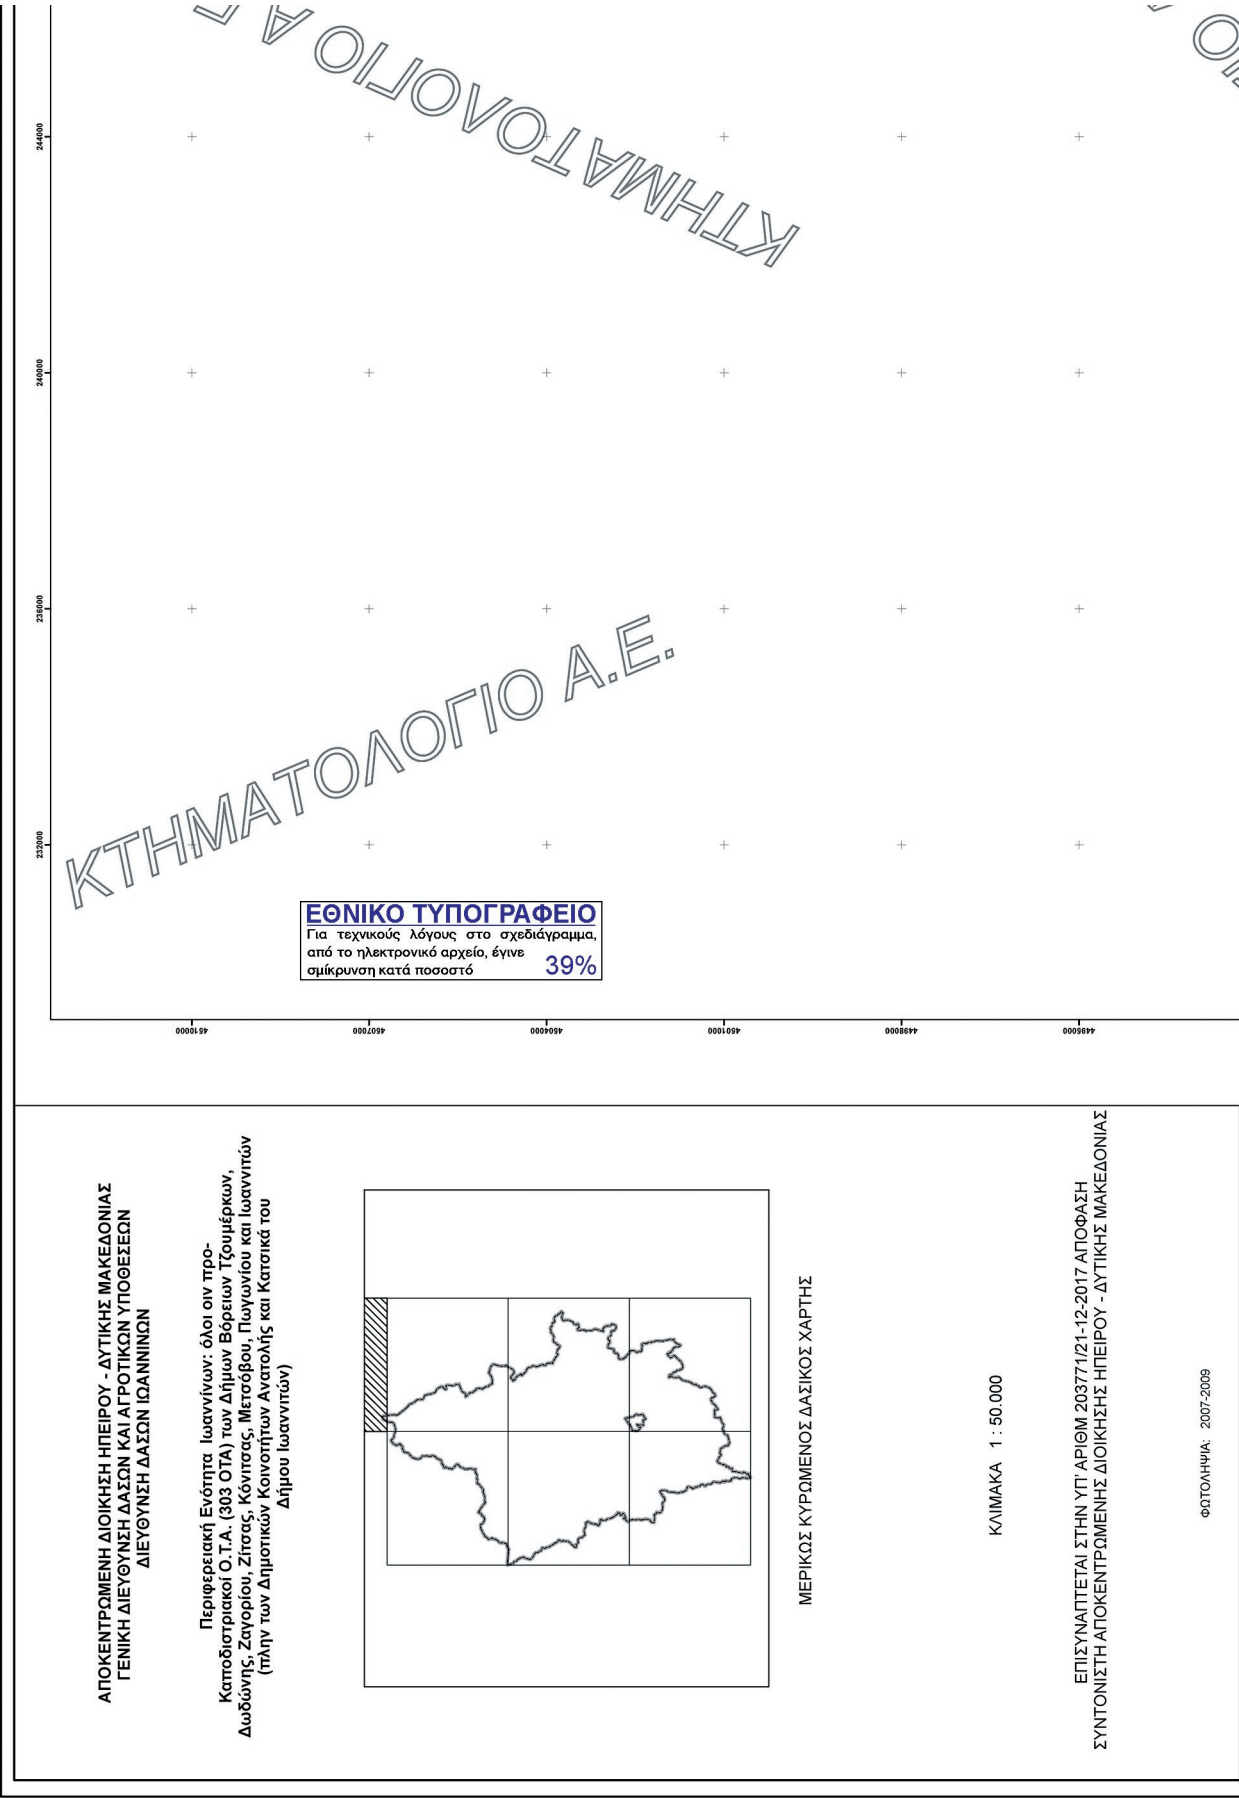 ΚΤΗΜΑΤΟΛΟΓΙΟ Α.Ε.
ΚΤΗΜΑΤΟΛΟΓΙΟ Α.Ε.
244000
240000
236000
232000
ΕΘΝΙΚΟ ΤΥΠΟΓΡΑΦΕΙΟ
Για τεχνικούς λόγους στο σχεδιάγραμμα,
από το ηλεκτρονικό αρχείο, έγινε
σμίκρυνση κατά ποσοστό 39%
4510000
4507000
4504000
4501000
4498000
4495000
ΑΠΟΚΕΝΤΡΩΜΕΝΗ ΔΙΟΙΚΗΣΗ ΗΠΕΙΡΟΥ - ΔΥΤΙΚΗΣ ΜΑΚΕΔΟΝΙΑΣ
ΓΕΝΙΚΗ ΔΙΕΥΘΥΝΣΗ ΔΑΣΩΝ ΚΑΙ ΑΓΡΟΤΙΚΩΝ ΥΠΟΘΕΣΕΩΝ
ΔΙΕΥΘΥΝΣΗ ΔΑΣΩΝ ΙΩΑΝΝΙΝΩΝ
Περιφερειακή Ενότητα Ιωαννίνων: όλοι οιν προ-
Καποδιστριακοί Ο.Τ.Α. (303 ΟΤΑ) των Δήμων Βόρειων Τζουμέρκων,
Δωδώνης, Ζαγορίου, Ζίτσας, Κόνιτσας, Μετσόβου, Πωγωνίου και Ιωαννιτών
(πλην των Δημοτικών Κοινοτήτων Ανατολής και Κατσικά του
Δήμου Ιωαννιτών)
ΜΕΡΙΚΩΣ ΚΥΡΩΜΕΝΟΣ ΔΑΣΙΚΟΣ ΧΑΡΤΗΣ
ΚΛΙΜΑΚΑ 1 : 50.000
ΕΠΙΣΥΝΑΠΤΕΤΑΙ ΣΤΗΝ ΥΠ' ΑΡΙΘΜ 203771/21-12-2017 ΑΠΟΦΑΣΗ
ΣΥΝΤΟΝΙΣΤΗ ΑΠΟΚΕΝΤΡΩΜΕΝΗΣ ΔΙΟΙΚΗΣΗΣ ΗΠΕΙΡΟΥ - ΔΥΤΙΚΗΣ ΜΑΚΕΔΟΝΙΑΣ
ΦΩΤΟΛΗΨΙΑ: 2007-2009